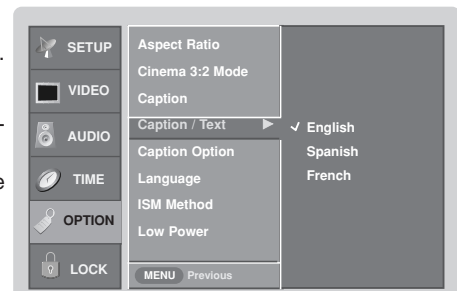 SETUP
VIDEO
AUDIO
TIME
OPTION
LOCK
Aspect Ratio
Cinema 3:2 Mode
Caption
Caption / Text
Caption Option
Language
ISM Method
Low Power
MENU Previous
English
Spanish
French
.
-
e